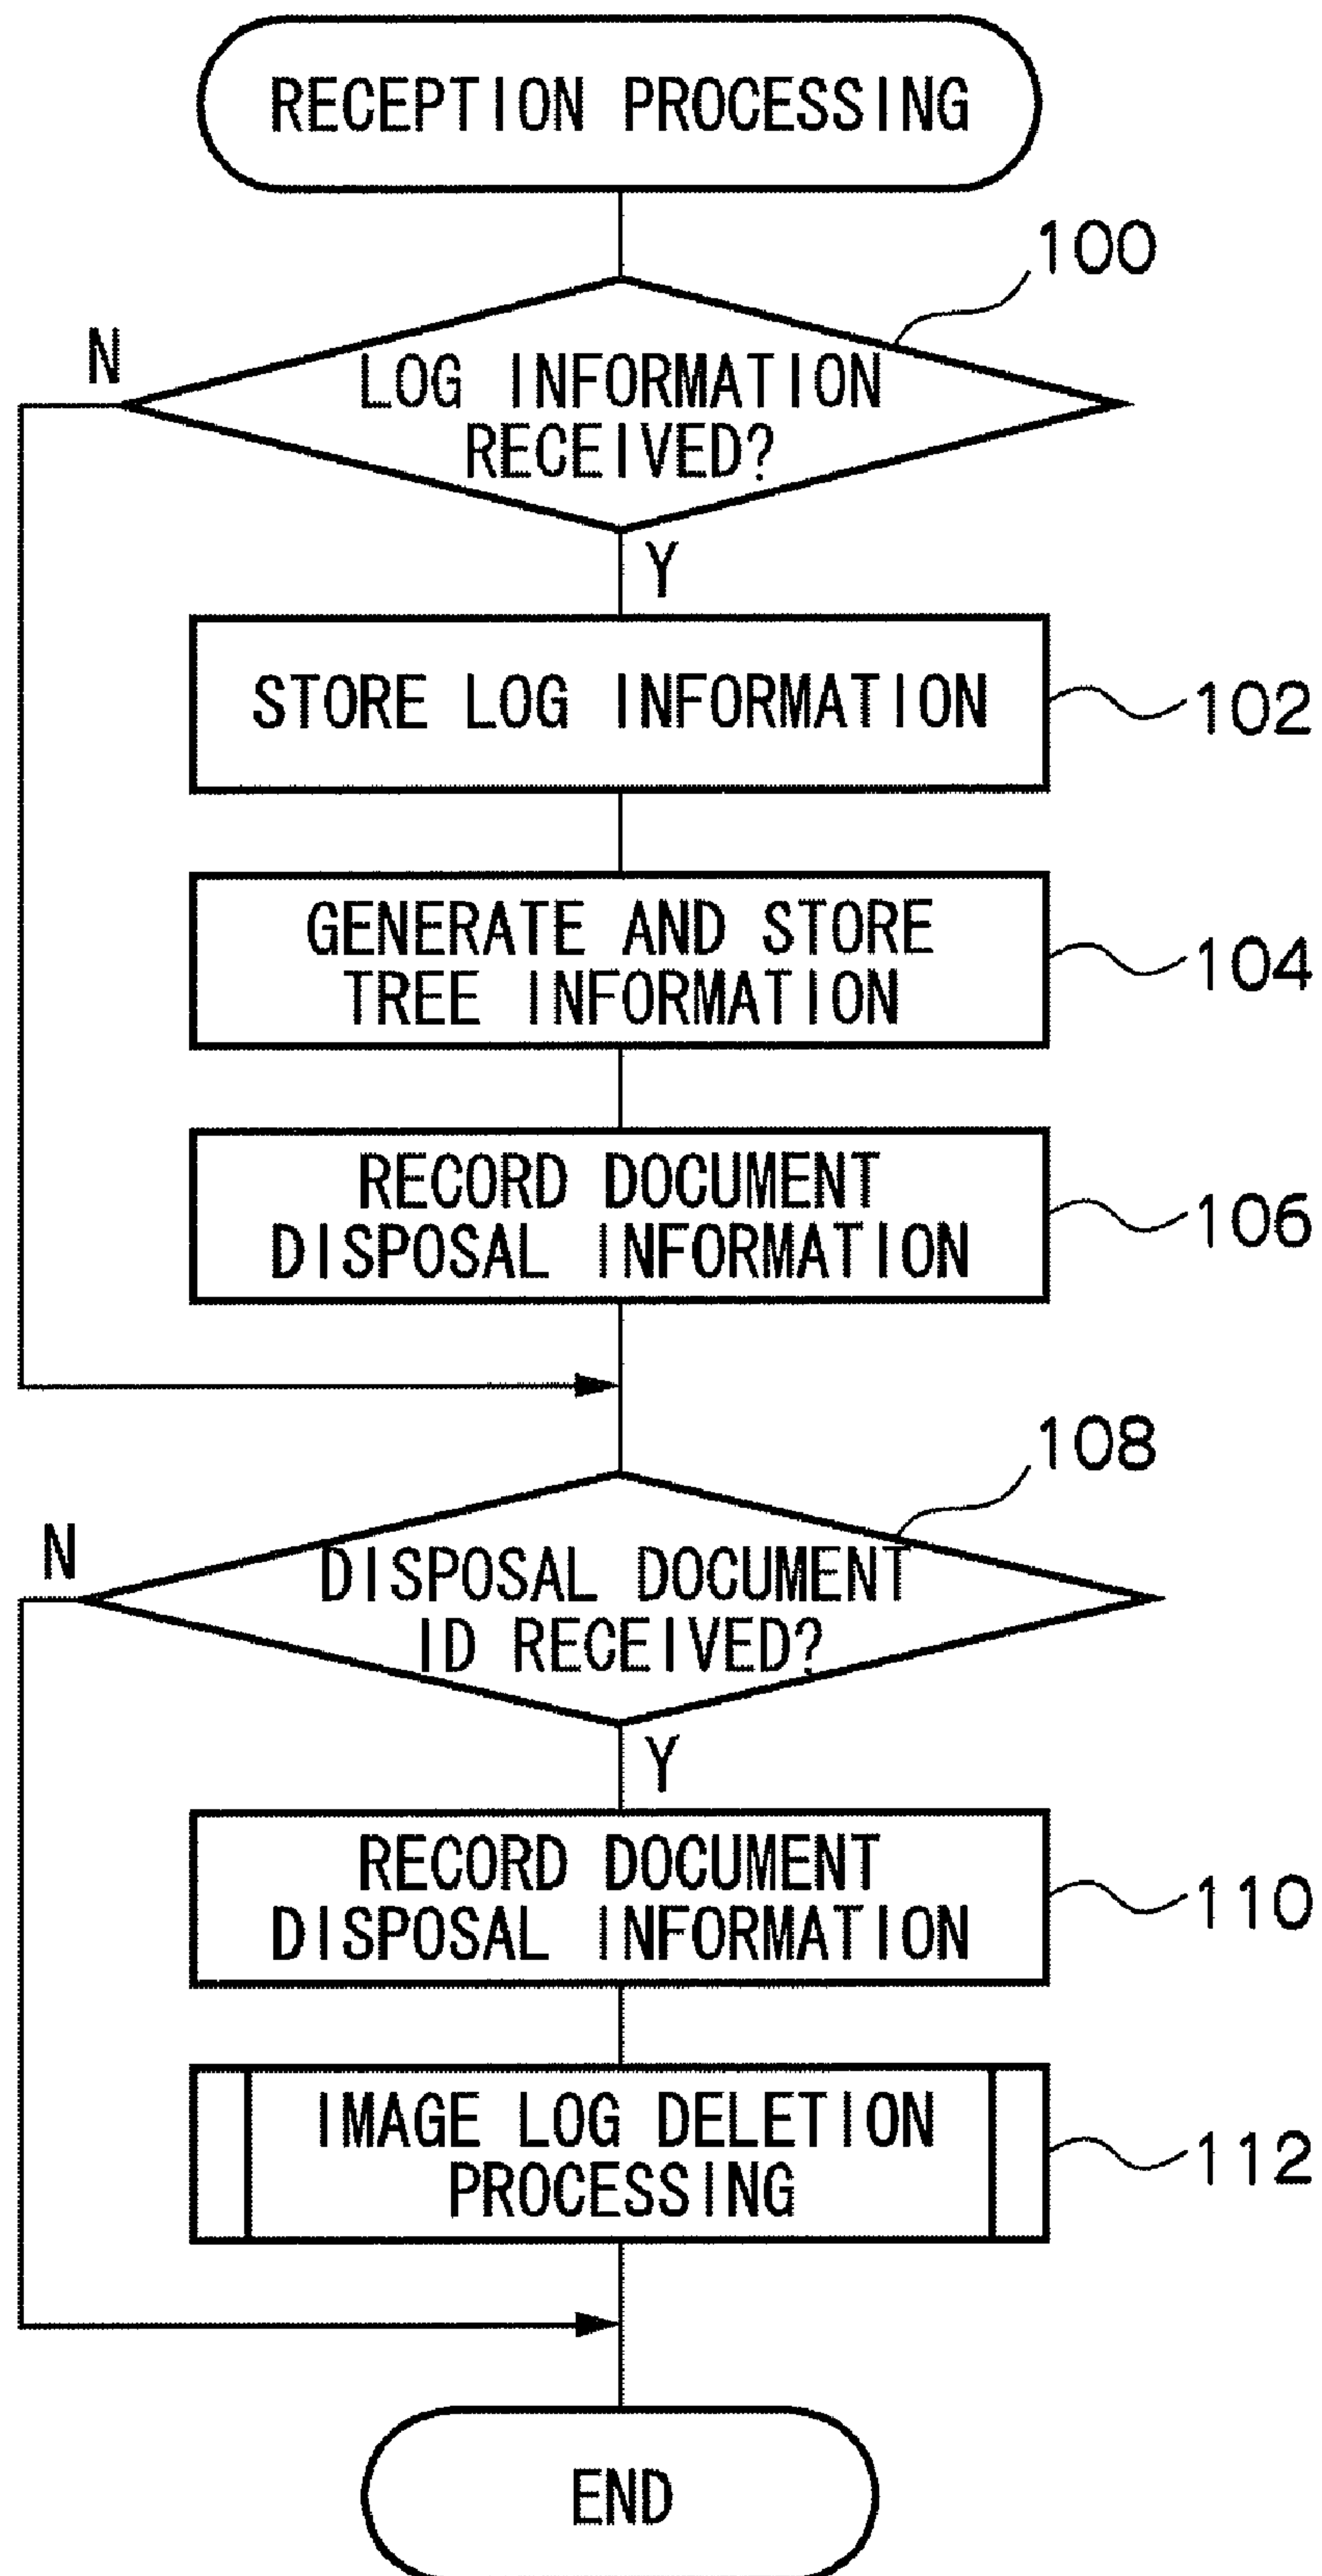 RECEPTION PROCESSING
100
N
LOG INFORMATION
RECEIVED?
Y
STORE LOG INFORMATION
102
GENERATE AND STORE
TREE INFORMATION
104
RECORD DOCUMENT
DISPOSAL INFORMATION
106
108
N
DISPOSAL DOCUMENT
ID RECEIVED?
Y
RECORD DOCUMENT
DISPOSAL INFORMATION
110
IMAGE LOG DELETION
PROCESSING
112
END